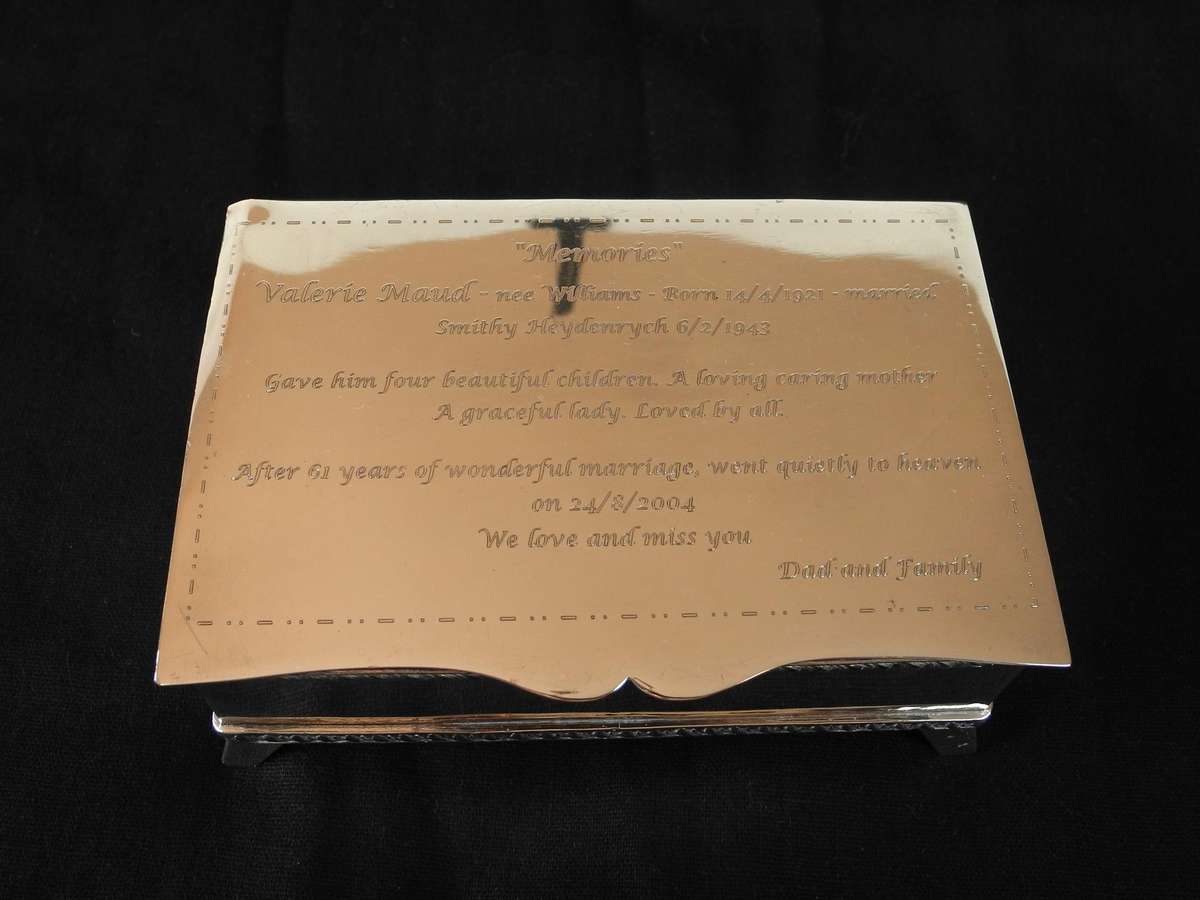 "Memories"
Valerie Maud - nee Williams - Born 14/4/1921 - married
Smithy Heydenrych 6/2/1943
Gave him four beautiful children. A loving caring mother
A graceful lady. Loved by all.
After 61 years of wonderful marriage, went quietly to heaven
on 24/8/2004
We love and miss you
Dad and Family